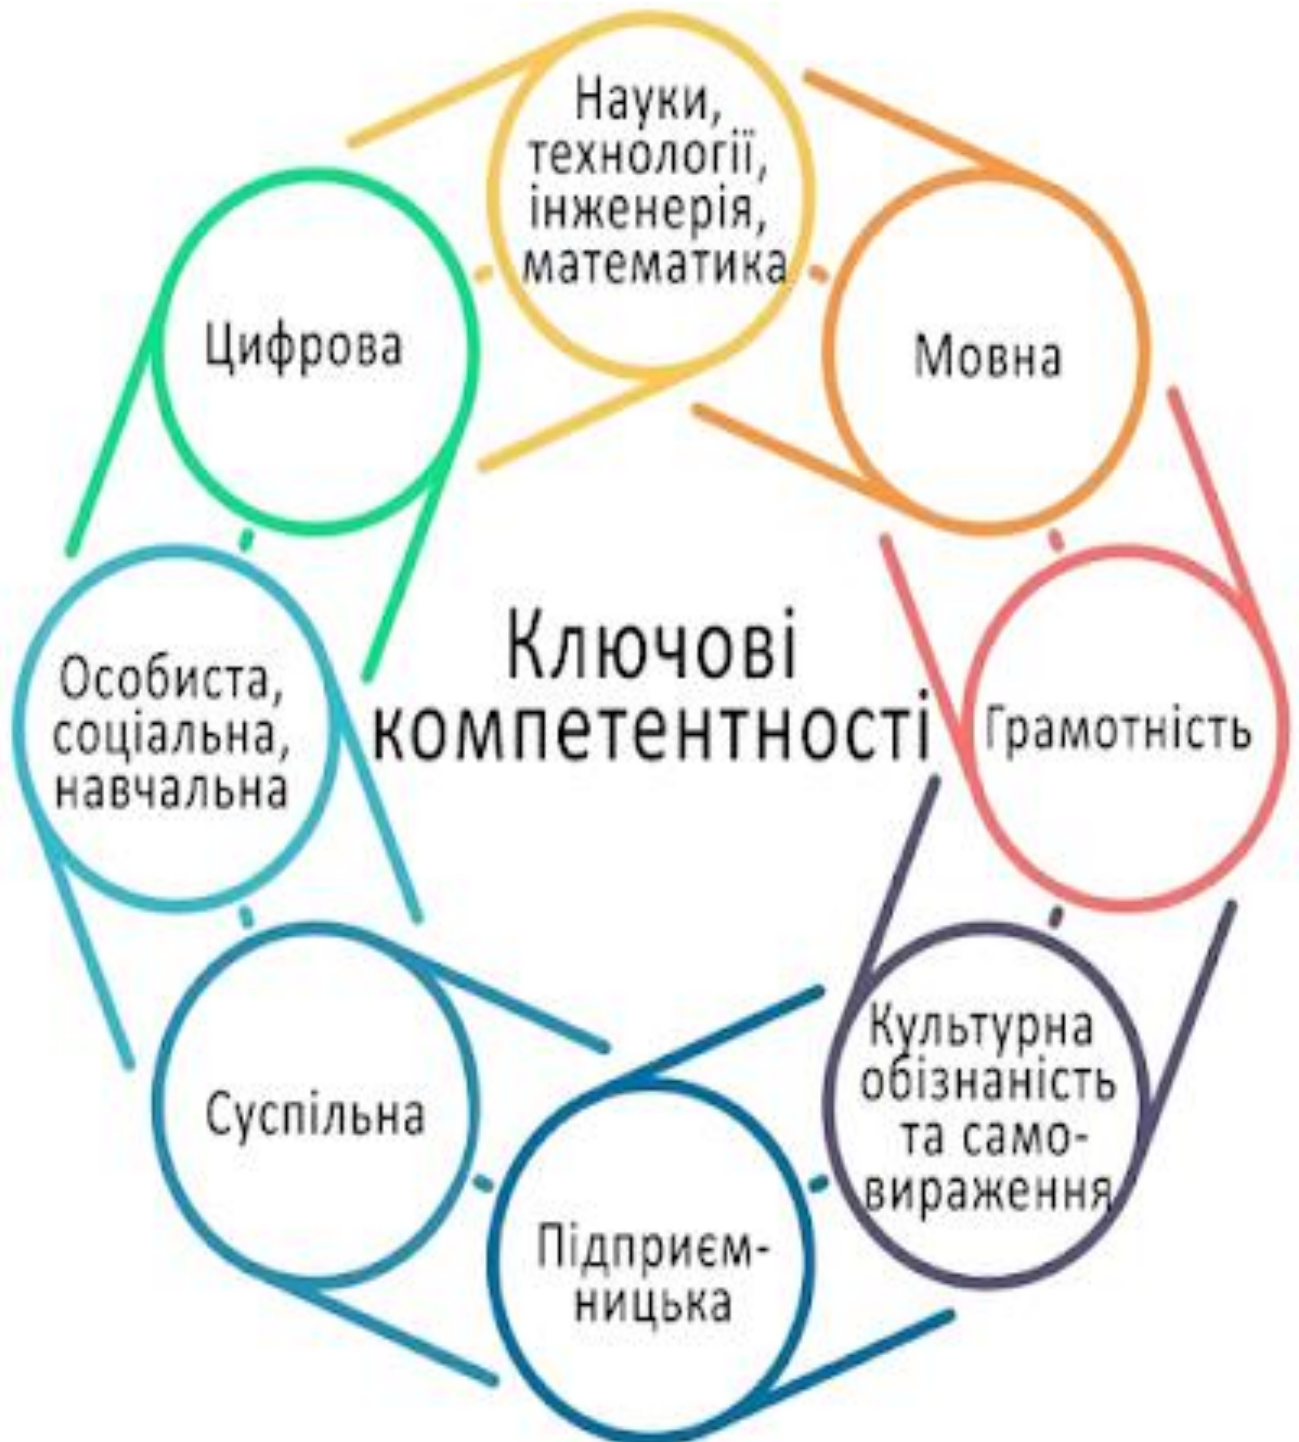 Науки,
технології,
інженерія,
математика
Цифрова
Мовна
Ключові
компетентності
Особиста,
соціальна,
навчальна
Грамотність
Культурна
обізнаність
та само-
вираження
Суспільна
Підприєм-
ницька